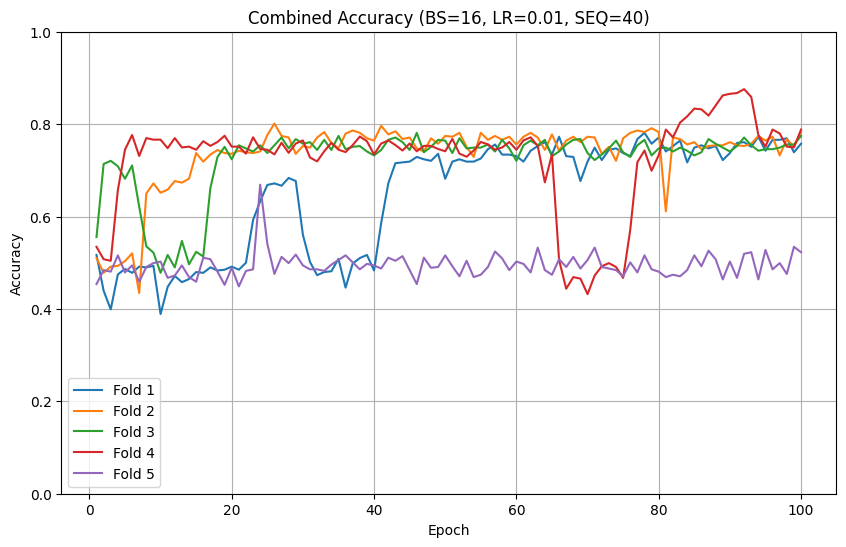 Combined Accuracy (BS=16, LR=0.01, SEQ=40)
1.0
0.8
0.6
0.4
0.2
0.0
Accuracy
Fold 1
Fold 2
Fold 3
Fold 4
Fold 5
0 20 40 60 80 100
Epoch